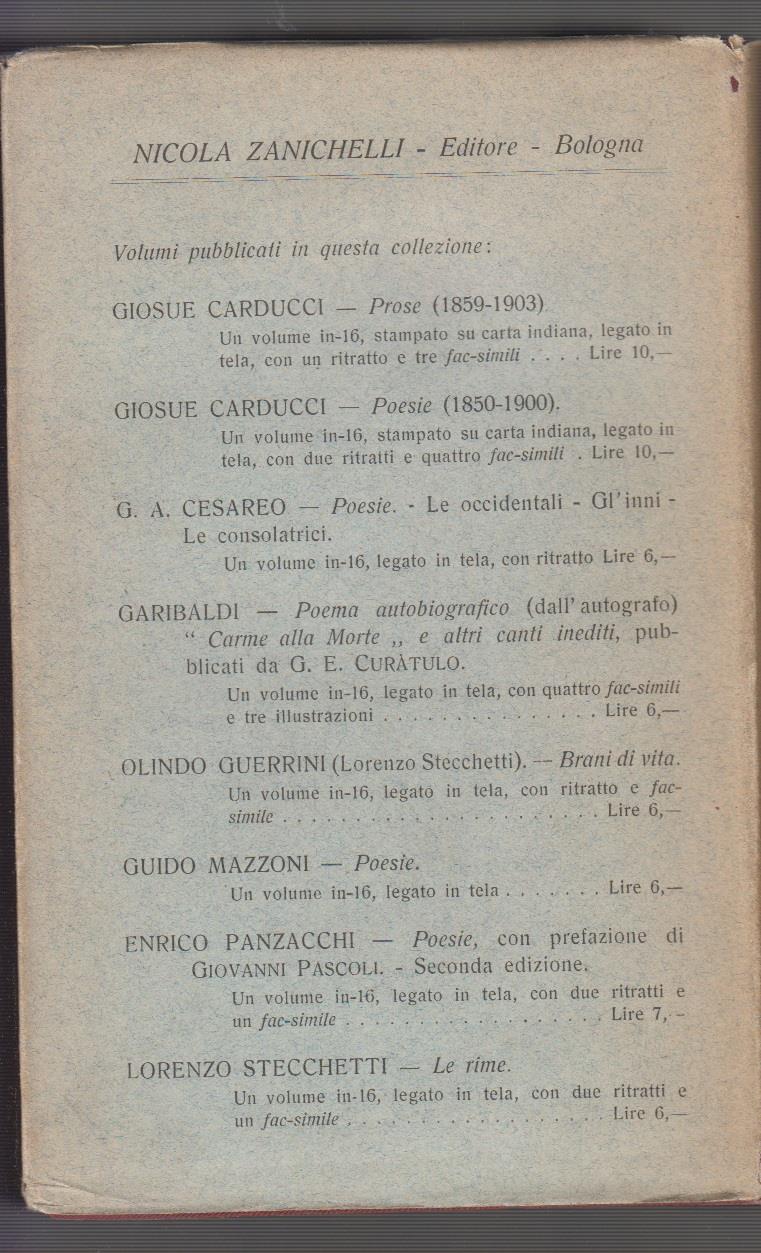 NICOLA ZANICHELLI - Editore - Bologna
Volumi pubblicati in questa collezione:
GIOSUE CARDUCCI — Prose (1859-1903)
Un volume in-16, stampato su carta indiana, legato in
tela, con un ritratto e tre fac-simili . . . . Lire 10,—
GIOSUE CARDUCCI — Poesie (1850-1900).
Un volume in-16, stampato su carta indiana, legato in
tela, con due ritratti e quattro fac-simili . Lire 10,—
G. A. CESAREO — Poesie. - Le occidentali - Gl'inni -
Le consolatrici.
Un volume in-16, legato in tela, con ritratto Lire 6,—
GARIBALDI — Poema autobiografico (dall'autografo)
“ Carme alla Morte „ e altri canti inediti, pub-
blicati da G. E. CURÀTULO.
Un volume in-16, legato in tela, con quattro fac-simili
e tre illustrazioni . . . . . . . . . . . . . . . Lire 6,—
OLINDO GUERRINI (Lorenzo Stecchetti). — Brani di vita.
Un volume in-16, legato in tela, con ritratto e fac-
simile . . . . . . . . . . . . . . . . . . . . . . Lire 6,—
GUIDO MAZZONI — Poesie.
Un volume in-16, legato in tela . . . . . . . Lire 6,—
ENRICO PANZACCHI — Poesie, con prefazione di
GIOVANNI PASCOLI. - Seconda edizione.
Un volume in-16, legato in tela, con due ritratti e
un fac-simile . . . . . . . . . . . . . . . . . . Lire 7,-
LORENZO STECCHETTI — Le rime.
Un volume in-16, legato in tela, con due ritratti e
un fac-simile . . . . . . . . . . . . . . . . . . Lire 6,—